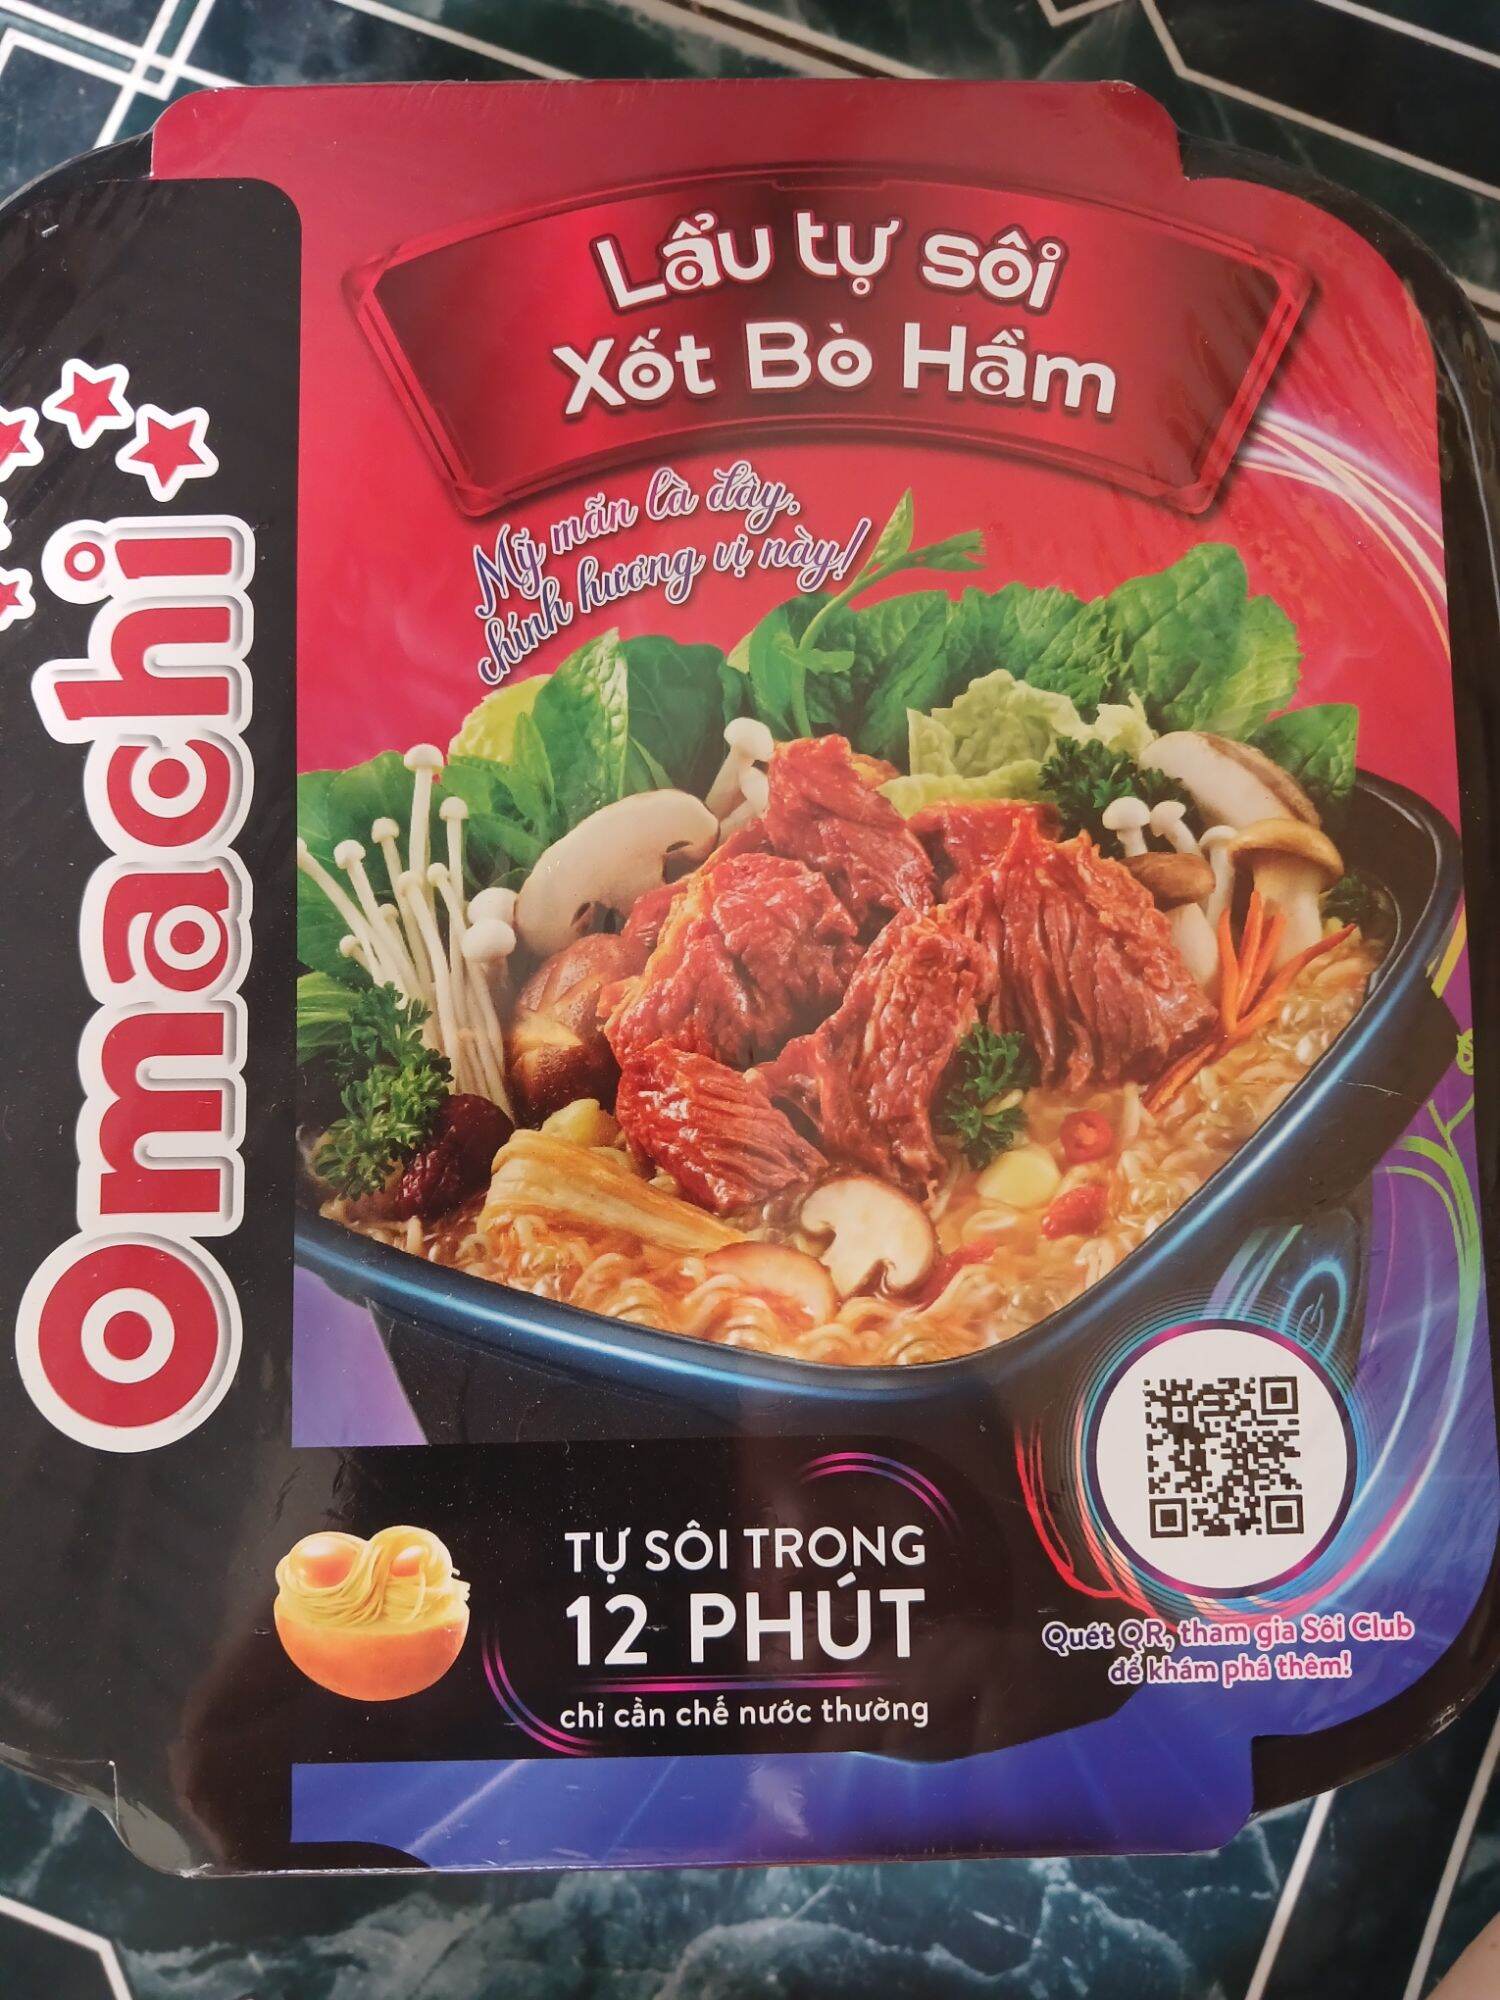 Omachi
Lẩu tự sôi
Xốt Bò Hầm
Mỹ mãn là đây,
chính hương vị này!
TỰ SÔI TRONG
12 PHÚT
chỉ cần chế nước thường
Quét QR, tham gia Sôi Club
để khám phá thêm!